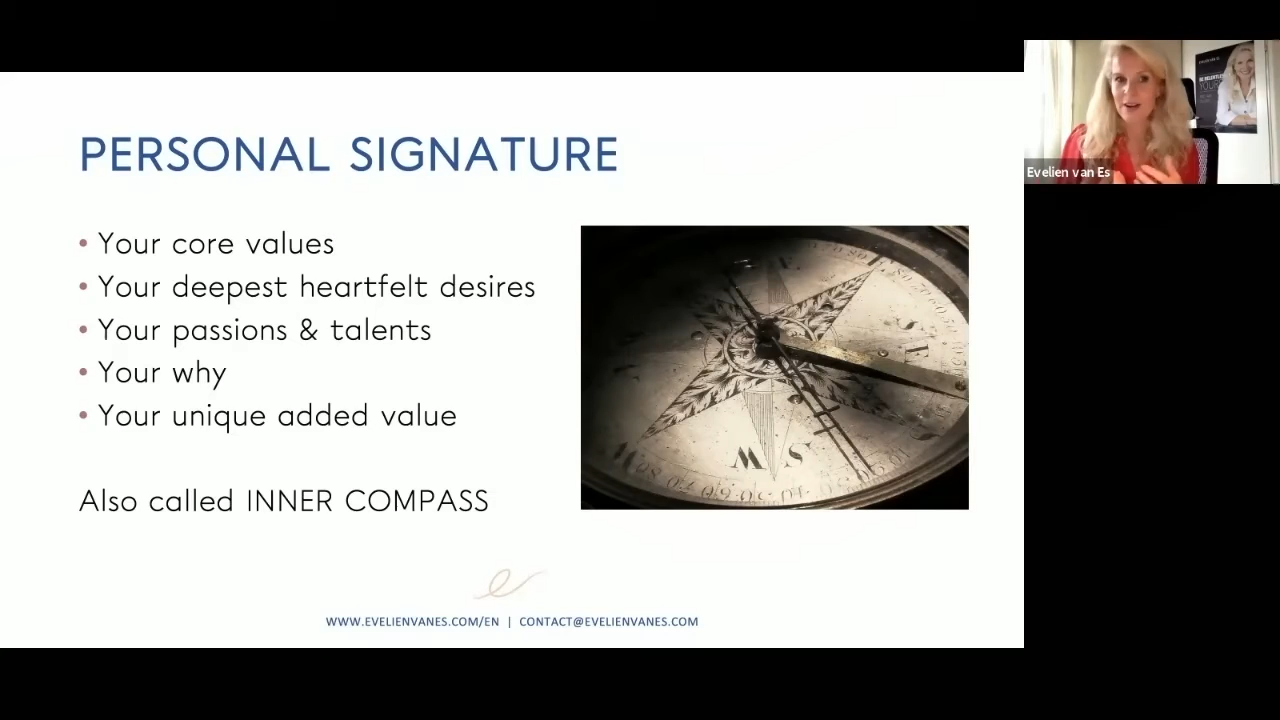 PERSONAL SIGNATURE
• Your core values
• Your deepest heartfelt desires
• Your passions & talents
• Your why
• Your unique added value
Also called INNER COMPASS
WWW.EVELIENVANES.COM/EN | CONTACT@EVELIENVANES.COM
Evelien van Es
W S
S E